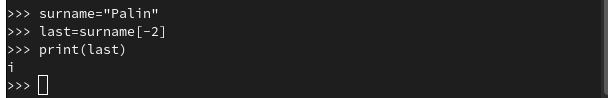 >>> surname="Palin"
>>> last=surname[-2]
>>> print(last)
i
>>>